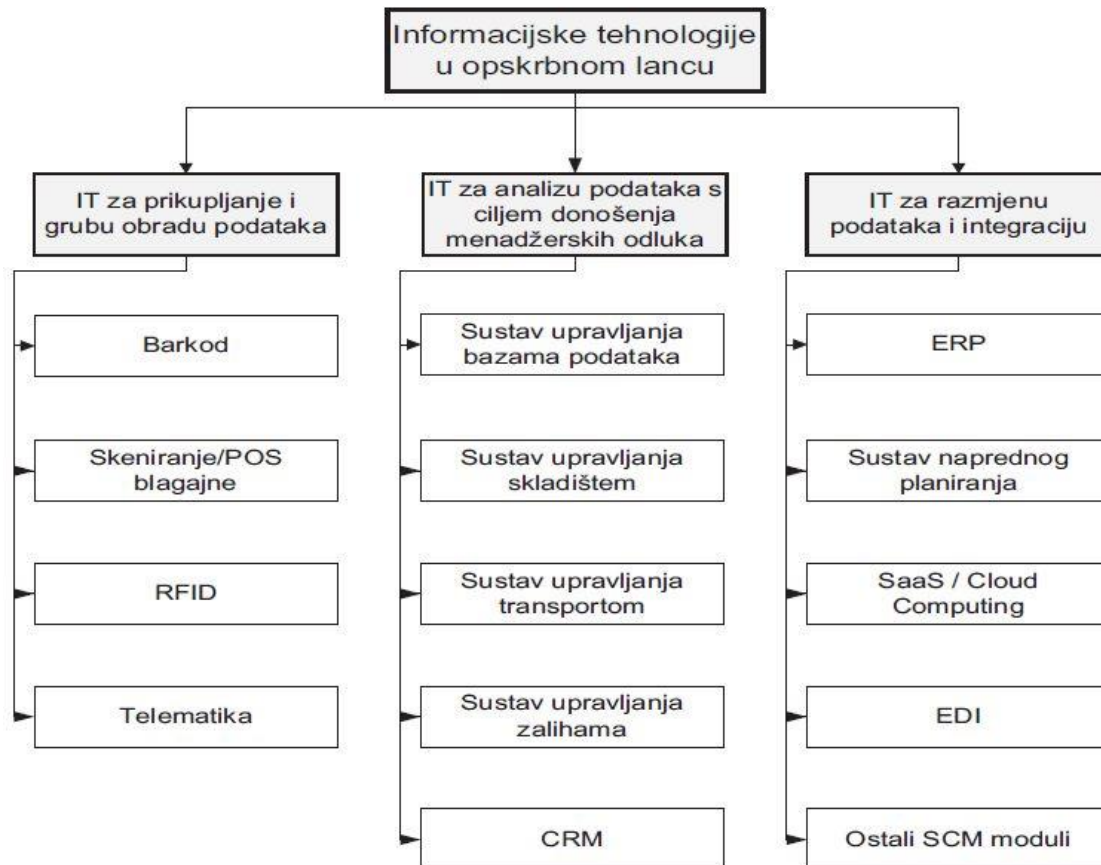 Informacijske tehnologije
u opskrbnom lancu
IT za prikupljanje i
grubu obradu podataka
Barkod
Skeniranje/POS
blagajne
RFID
Telematika
IT za analizu podataka s
ciljem donošenja
menadžerskih odluka
Sustav upravljanja
bazama podataka
Sustav upravljanja
skladištem
Sustav upravljanja
transportom
Sustav upravljanja
zalihama
CRM
IT za razmjenu
podataka i integraciju
ERP
Sustav naprednog
planiranja
SaaS / Cloud
Computing
EDI
Ostali SCM moduli